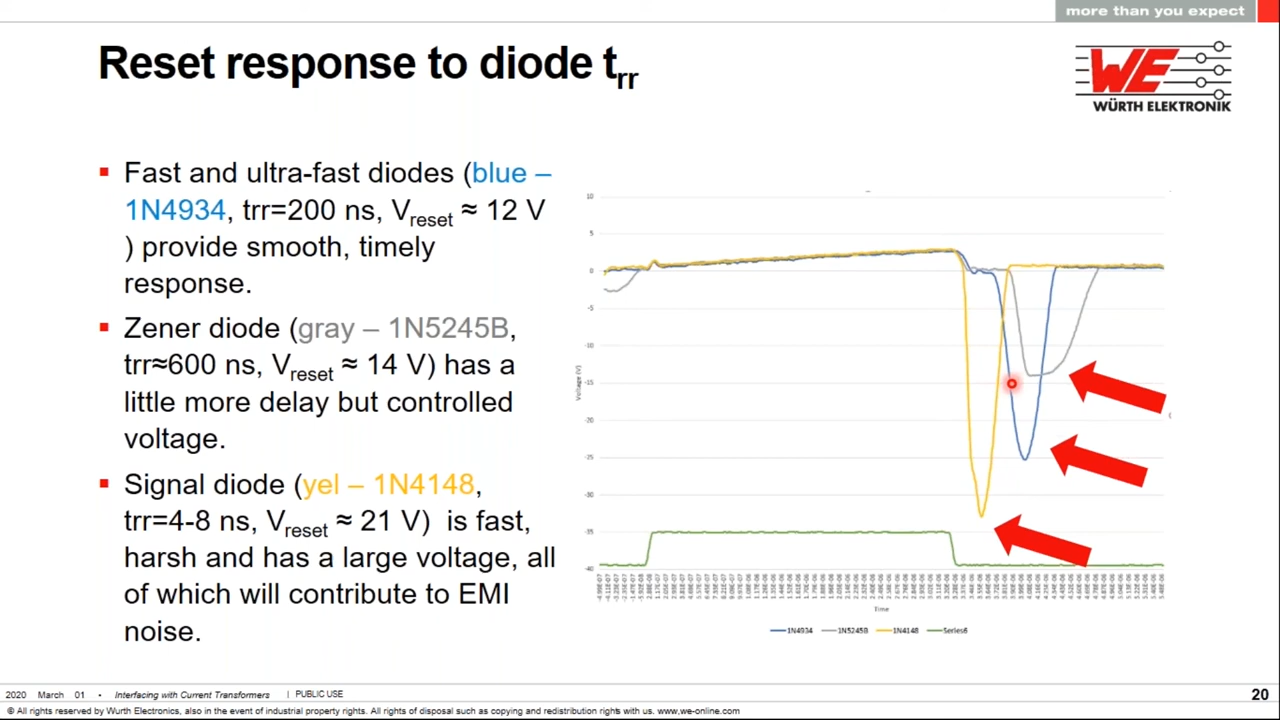 more than you expect
Reset response to diode trr
WE
WÜRTH ELEKTRONIK
▪ Fast and ultra-fast diodes (blue –
1N4934, trr=200 ns, Vreset ≈ 12 V
) provide smooth, timely
response.
▪ Zener diode (gray – 1N5245B,
trr≈600 ns, Vreset ≈ 14 V) has a
little more delay but controlled
voltage.
▪ Signal diode (yel – 1N4148,
trr=4-8 ns, Vreset ≈ 21 V)  is fast,
harsh and has a large voltage, all
of which will contribute to EMI
noise.
10
5
0
-5
-10
-15
-20
-25
-30
-35
-40
Voltage (V)
Time
1N4934 1N5245B 1N4148 Series6
2020 March 01 • Interfacing with Current Transformers | PUBLIC USE
20
© All rights reserved by Wurth Electronics, also in the event of industrial property rights. All rights of disposal such as copying and redistribution rights with us. www.we-online.com